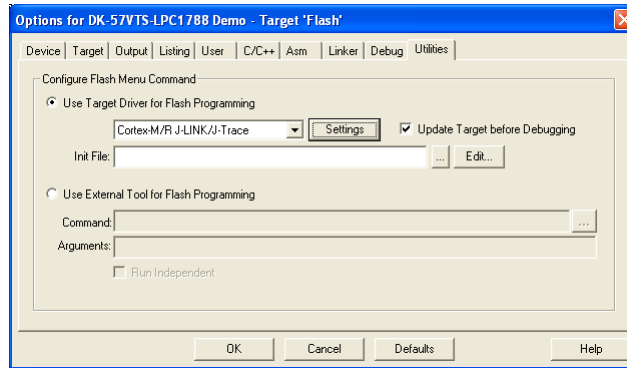 Options for DK-57VTS-LPC1788 Demo - Target 'Flash'
Device Target Output Listing User C/C++ Asm Linker Debug Utilities
Configure Flash Menu Command
Use Target Driver for Flash Programming
Cortex-M/R J-LINK/J-Trace Settings Update Target before Debugging
Init File: ... Edit...
Use External Tool for Flash Programming
Command: ...
Arguments:
Run Independent
OK Cancel Defaults Help